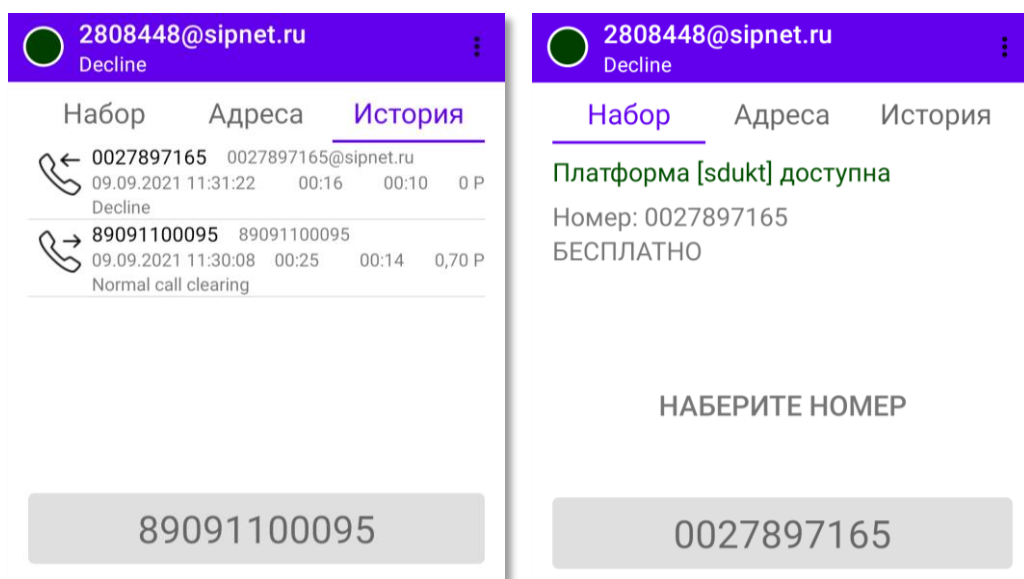 2808448@sipnet.ru
Decline
Набор Адреса История
0027897165 0027897165@sipnet.ru
09.09.2021 11:31:22 00:16 00:10 0 Р
Decline
89091100095 89091100095
09.09.2021 11:30:08 00:25 00:14 0,70 Р
Normal call clearing
89091100095
2808448@sipnet.ru
Decline
Набор Адреса История
Платформа [sdukt] доступна
Номер: 0027897165
БЕСПЛАТНО
НАБЕРИТЕ НОМЕР
0027897165